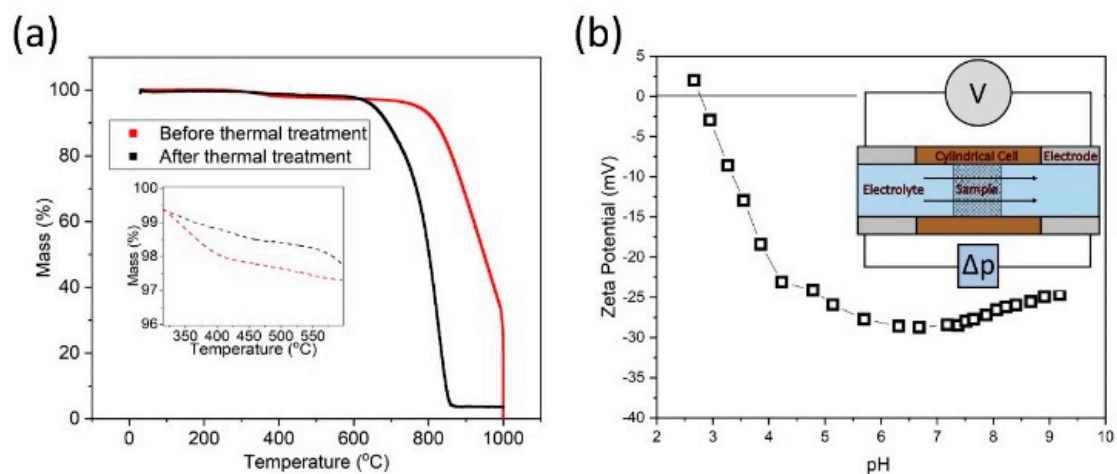 (a)
100
80
60
40
20
0
Mass (%)
Before thermal treatment
After thermal treatment
99
98
97
96
Mass (%)
350 400 450 500 550
Temperature (°C)
0 200 400 600 800 1000
Temperature (°C)
(b)
5
0
-5
-10
-15
-20
-25
-30
-35
-40
Zeta Potential (mV)
V
Cylindrical Cell Electrode
Electrolyte Sample
Δp
2 3 4 5 6 7 8 9 10
pH